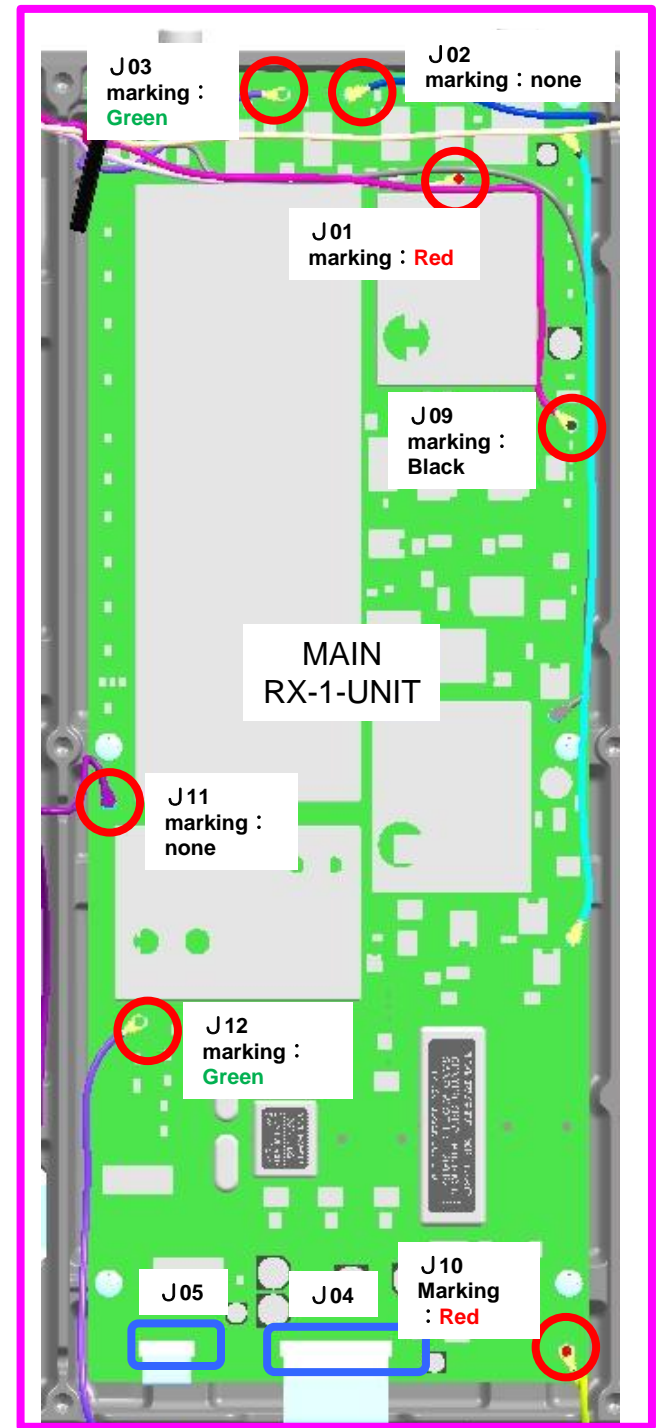 J03
marking：
Green
J02
marking：none
J01
marking：Red
J09
marking：
Black
MAIN
RX-1-UNIT
J11
marking：
none
J12
marking：
Green
J05
J04
J10
Marking
：Red